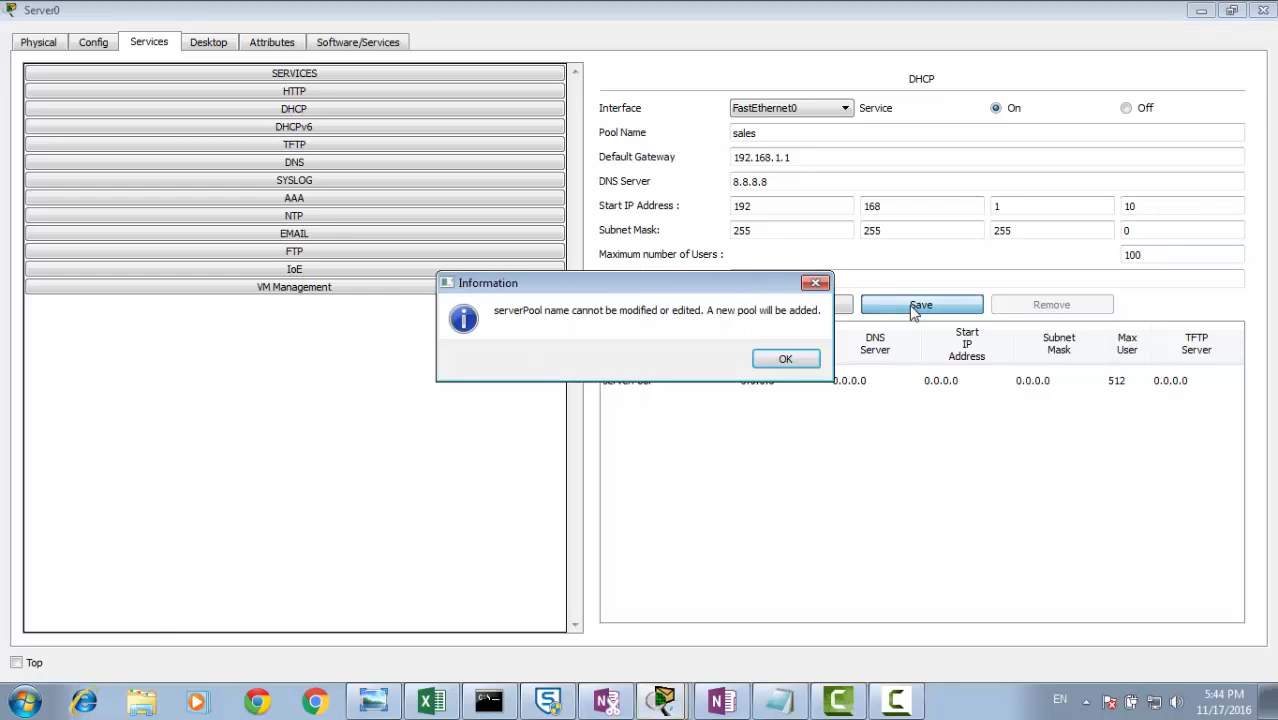 Server0
Physical Config Services Desktop Attributes Software/Services
SERVICES
HTTP
DHCP
DHCPv6
TFTP
DNS
SYSLOG
AAA
NTP
EMAIL
FTP
IoE
VM Management
DHCP
Interface FastEthernet0 Service On Off
Pool Name sales
Default Gateway 192.168.1.1
DNS Server 8.8.8.8
Start IP Address : 192 168 1 10
Subnet Mask: 255 255 255 0
Maximum number of Users : 100
Save Remove
Information
serverPool name cannot be modified or edited. A new pool will be added.
OK
DNS Server Start IP Address Subnet Mask Max User TFTP Server
0.0.0.0 0.0.0.0 0.0.0.0 512 0.0.0.0
Top
EN 5:44 PM
11/17/2016